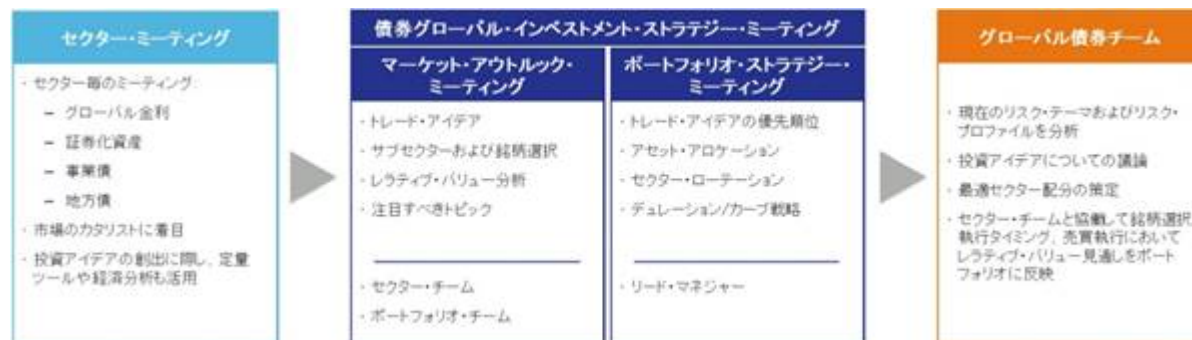 セクター・ミーティング
・セクター毎のミーティング:
– グローバル金利
– 証券化資産
– 事業債
– 地方債
・市場のカタリストに着目
・投資アイデアの創出に際し、定量
ツールや経済分析も活用
債券グローバル・インベストメント・ストラテジー・ミーティング
マーケット・アウトルック・
ミーティング
・トレード・アイデア
・サブセクターおよび銘柄選択
・レラティブ・バリュー分析
・注目すべきトピック
・セクター・チーム
・ポートフォリオ・チーム
ポートフォリオ・ストラテジー・
ミーティング
・トレード・アイデアの優先順位
・アセット・アロケーション
・セクター・ローテーション
・デュレーション/カーブ戦略
・リード・マネジャー
グローバル債券チーム
・現在のリスク・テーマおよびリスク・
プロファイルを分析
・投資アイデアについての議論
・最適セクター配分の策定
・セクター・チームと協働して銘柄選択
執行タイミング、売買執行において
レラティブ・バリュー見通しをポート
フォリオに反映